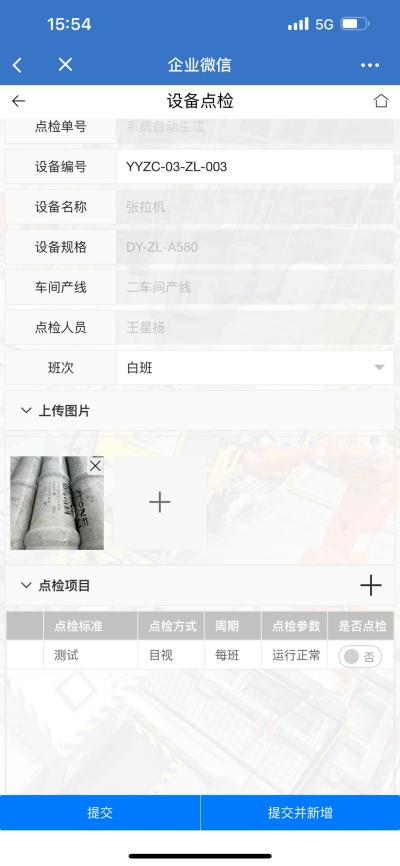 15:54
5G
企业微信
设备点检
点检单号 系统自动生成
设备编号 YYZC-03-ZL-003
设备名称 张拉机
设备规格 DY-ZL-A580
车间产线 二车间产线
点检人员 王星扬
班次 白班
上传图片
点检项目
点检标准 点检方式 周期 点检参数 是否点检
测试 目视 每班 运行正常 否
提交 提交并新增